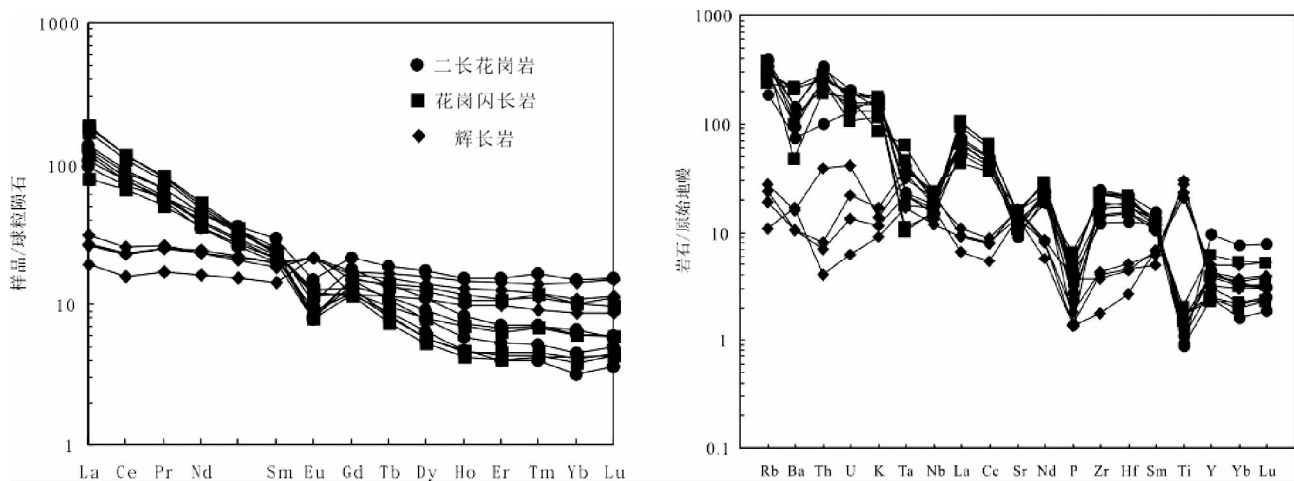 1000
100
10
1
样品/球粒陨石
二长花岗岩
花岗闪长岩
辉长岩
La Ce Pr Nd Sm Eu Gd Tb Dy Ho Er Tm Yb Lu
1000
100
10
1
0.1
岩石/原始地幔
Rb Ba Th U K Ta Nb La Ce Sr Nd P Zr Hf Sm Ti Y Yb Lu